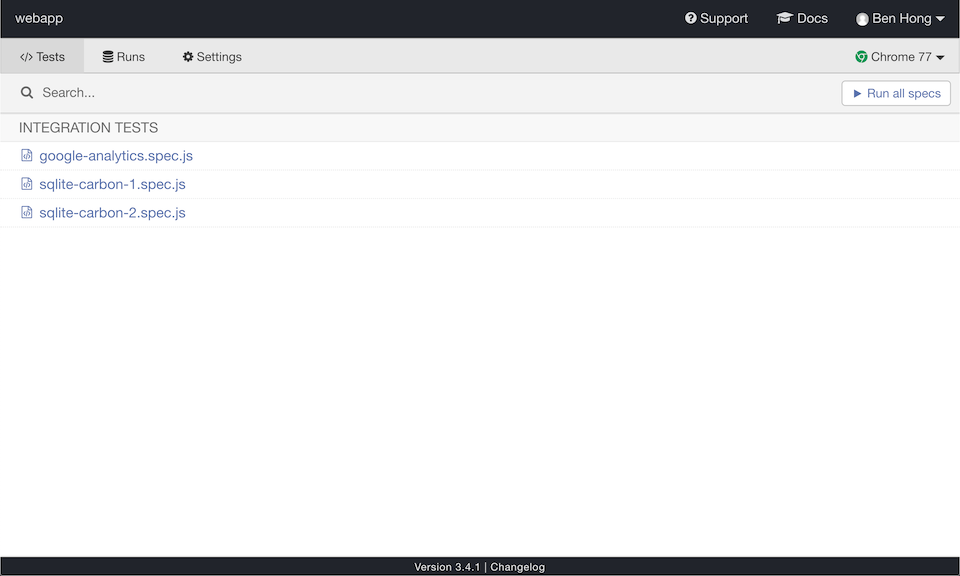 webapp Support Docs Ben Hong
Tests Runs Settings Chrome 77
Search... Run all specs
INTEGRATION TESTS
google-analytics.spec.js
sqlite-carbon-1.spec.js
sqlite-carbon-2.spec.js
Version 3.4.1 | Changelog